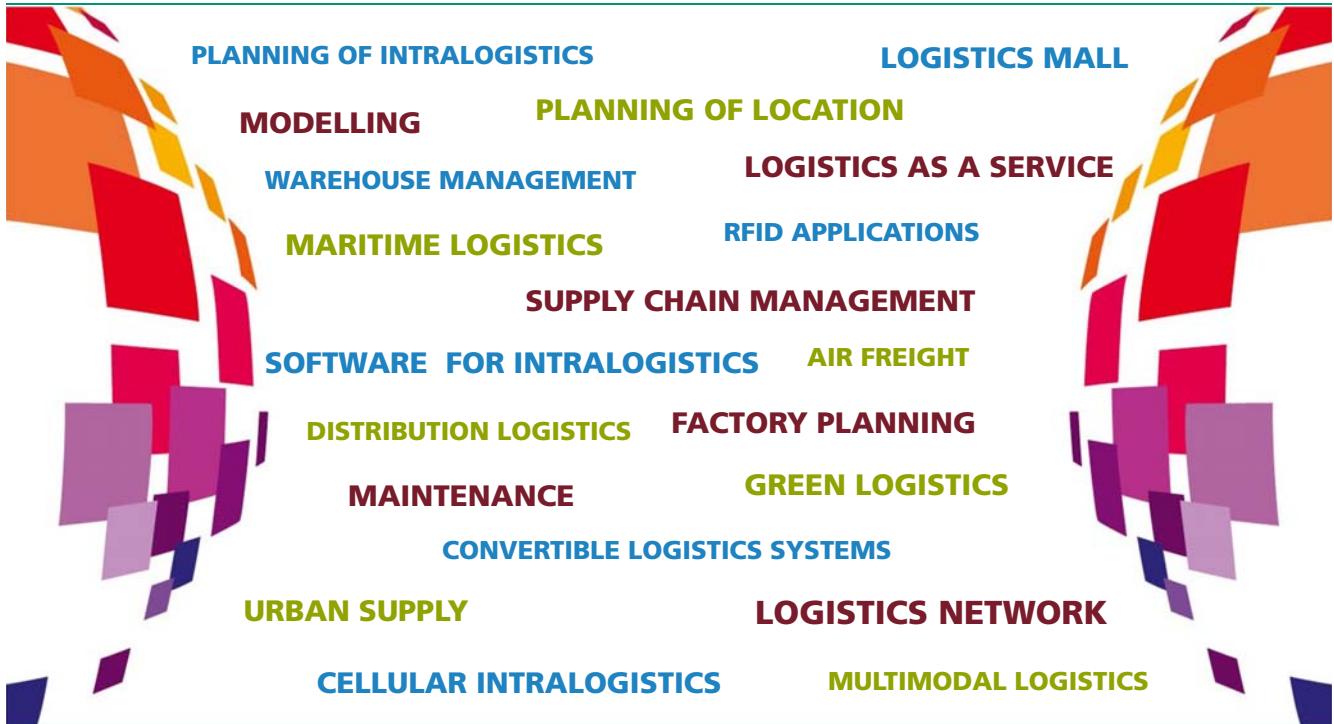 PLANNING OF INTRALOGISTICS
LOGISTICS MALL
PLANNING OF LOCATION
MODELLING
LOGISTICS AS A SERVICE
WAREHOUSE MANAGEMENT
RFID APPLICATIONS
MARITIME LOGISTICS
SUPPLY CHAIN MANAGEMENT
SOFTWARE FOR INTRALOGISTICS
AIR FREIGHT
DISTRIBUTION LOGISTICS
FACTORY PLANNING
MAINTENANCE
GREEN LOGISTICS
CONVERTIBLE LOGISTICS SYSTEMS
URBAN SUPPLY
LOGISTICS NETWORK
CELLULAR INTRALOGISTICS
MULTIMODAL LOGISTICS